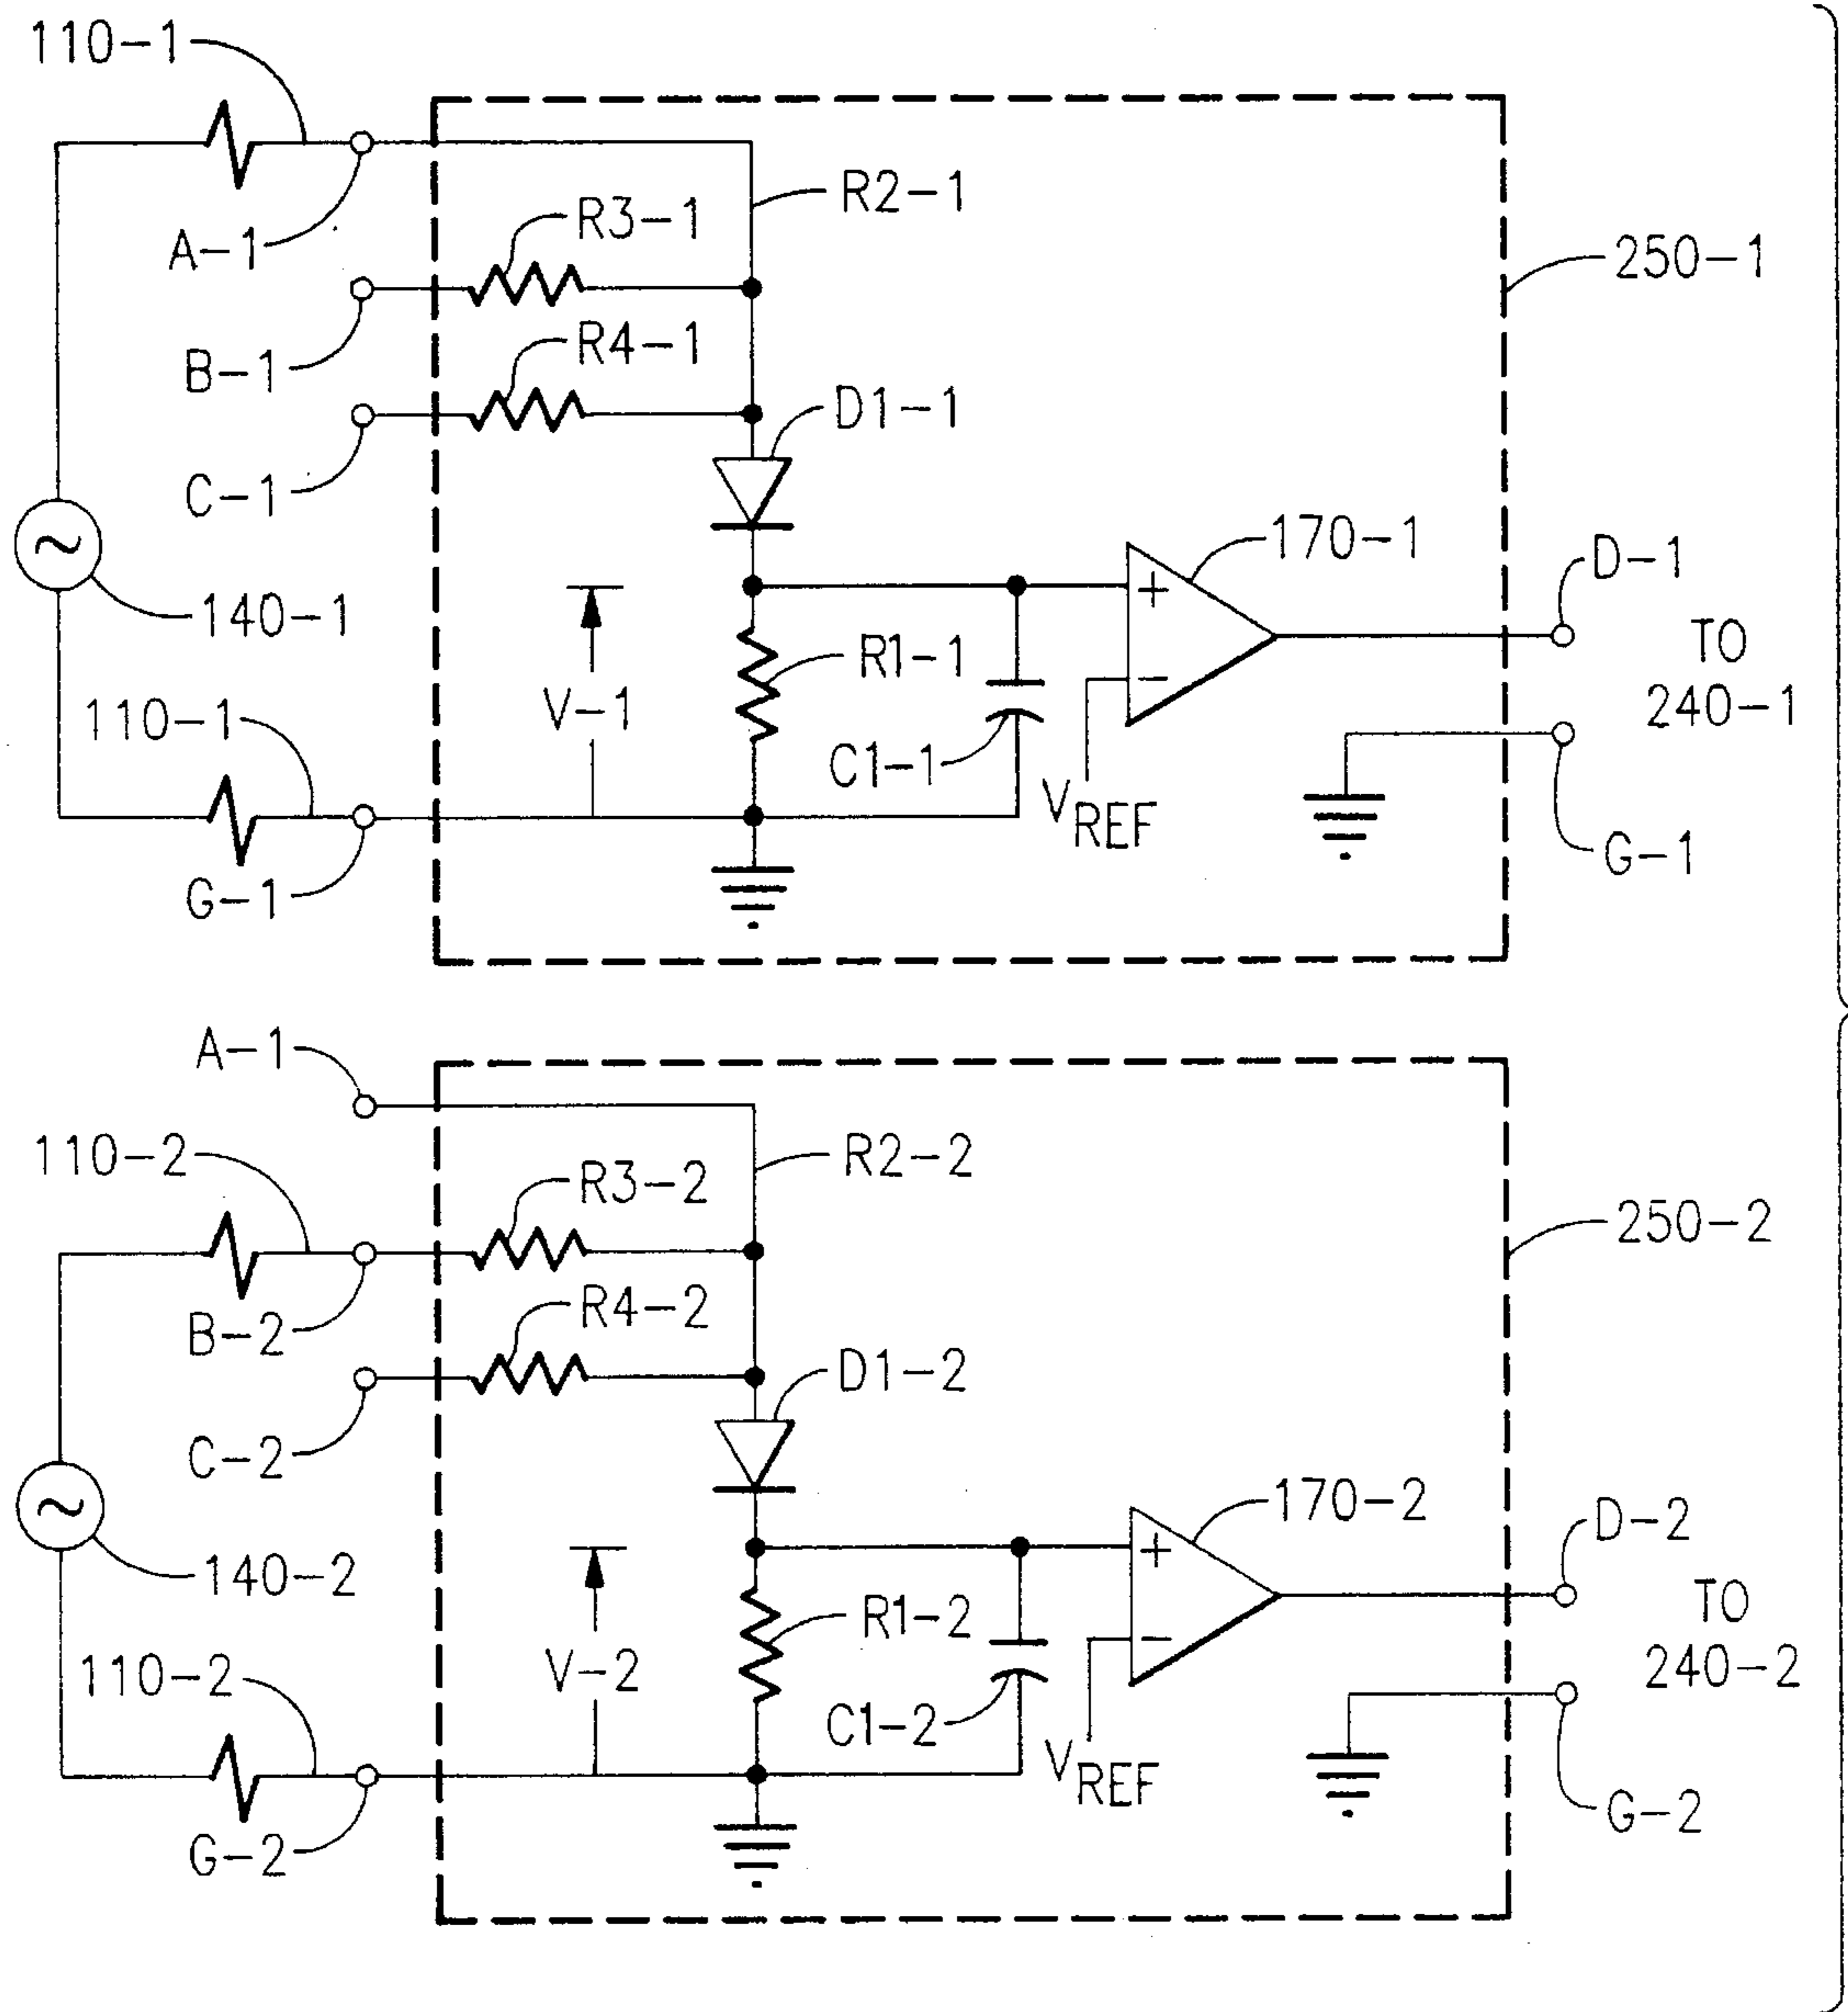 110-1
R2-1
R3-1
A-1
250-1
B-1
R4-1
D1-1
C-1
170-1
D-1
140-1
+
TO
240-1
R1-1
−
110-1
V-1
C1-1
VREF
G-1
G-1
A-1
110-2
R2-2
R3-2
250-2
B-2
R4-2
D1-2
C-2
170-2
D-2
140-2
+
TO
240-2
R1-2
−
110-2
V-2
C1-2
VREF
G-2
G-2